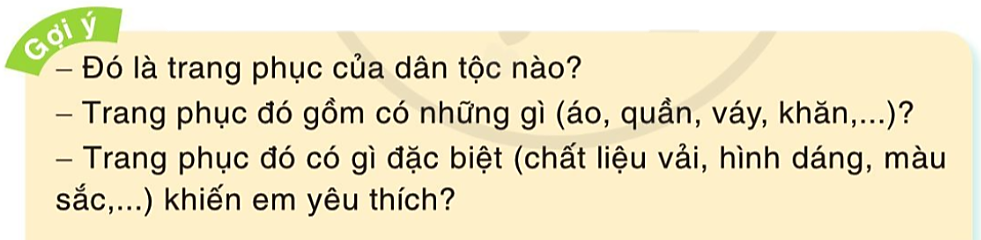 Gợi ý
– Đó là trang phục của dân tộc nào?
– Trang phục đó gồm có những gì (áo, quần, váy, khăn,...)?
– Trang phục đó có gì đặc biệt (chất liệu vải, hình dáng, màu
sắc,...) khiến em yêu thích?